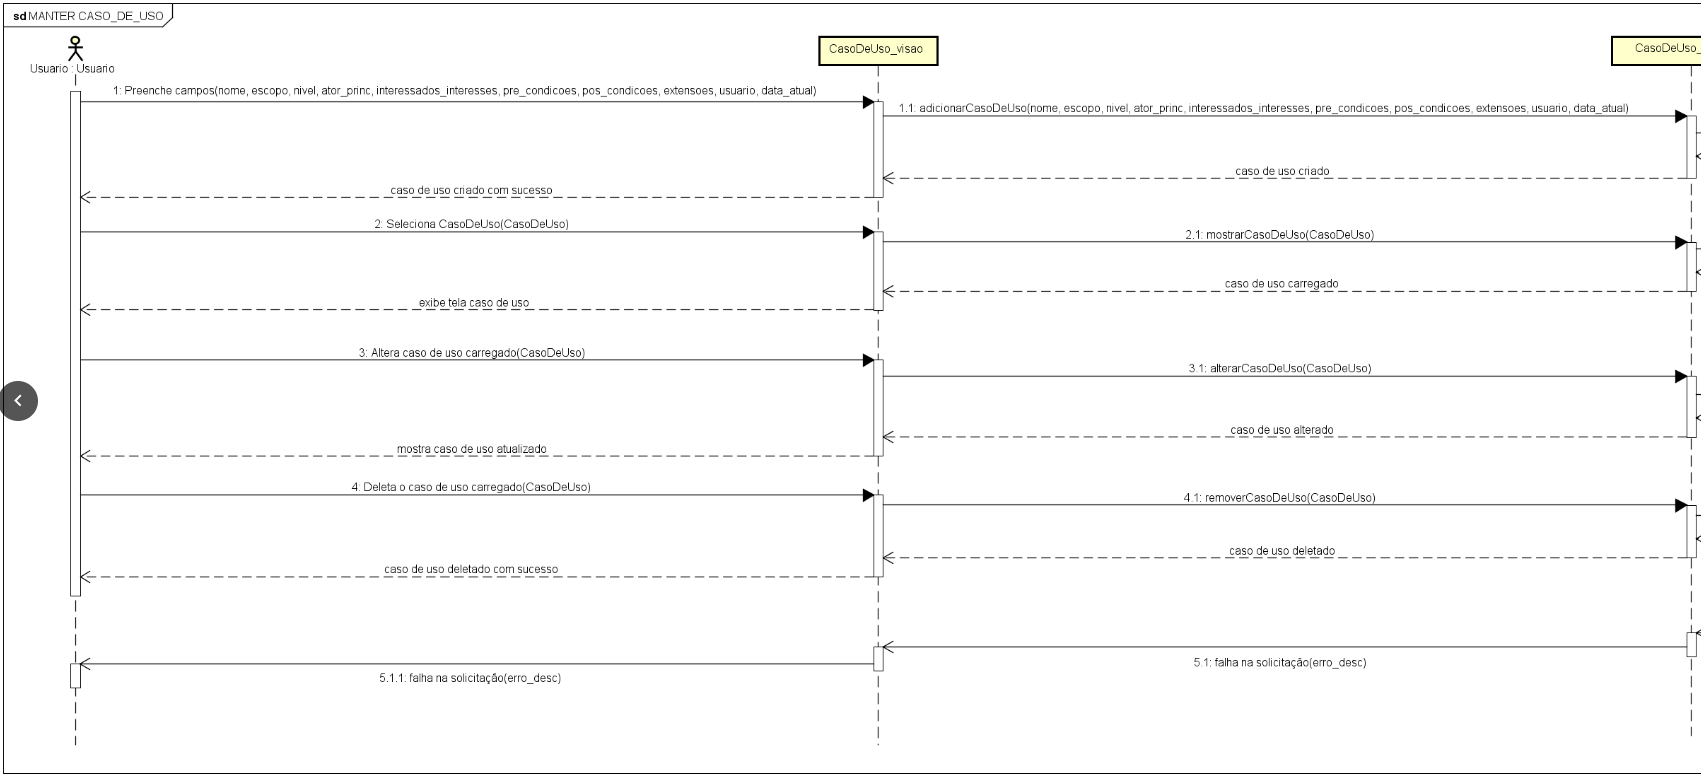 sd MANTER CASO_DE_USO
Usuario : Usuario
CasoDeUso_visao
CasoDeUso_
1: Preenche campos(nome, escopo, nivel, ator_princ, interessados_interesses, pre_condicoes, pos_condicoes, extensoes, usuario, data_atual)
1.1: adicionarCasoDeUso(nome, escopo, nivel, ator_princ, interessados_interesses, pre_condicões, pos_condicoes, extensoes, usuário, data_atual)
caso de uso criado
caso de uso criado com sucesso
2: Seleciona CasoDeUso(CasoDeUso)
2.1: mostrarCasoDeUso(CasoDeUso)
caso de uso carregado
exibe tela caso de uso
3: Altera caso de uso carregado(CasoDeUso)
3.1: alterarCasoDeUso(CasoDeUso)
caso de uso alterado
mostra caso de uso atualizado
4: Deleta o caso de uso carregado(CasoDeUso)
4.1: removerCasoDeUso(CasoDeUso)
caso de uso deletado
caso de uso deletado com sucesso
5.1: falha na solicitação(erro_desc)
5.1.1: falha na solicitação(erro_desc)